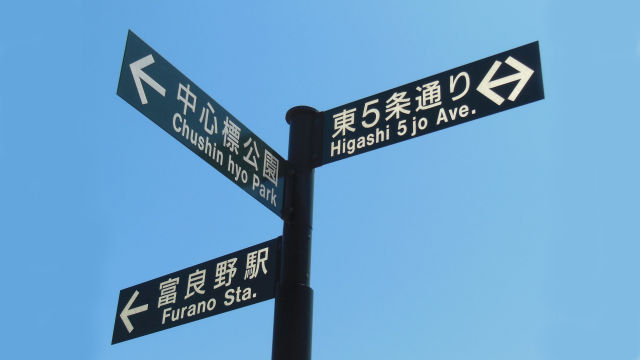 中心標公園
Chushin hyo Park
東5条通り
Higashi 5jo Ave.
富良野駅
Furano Sta.